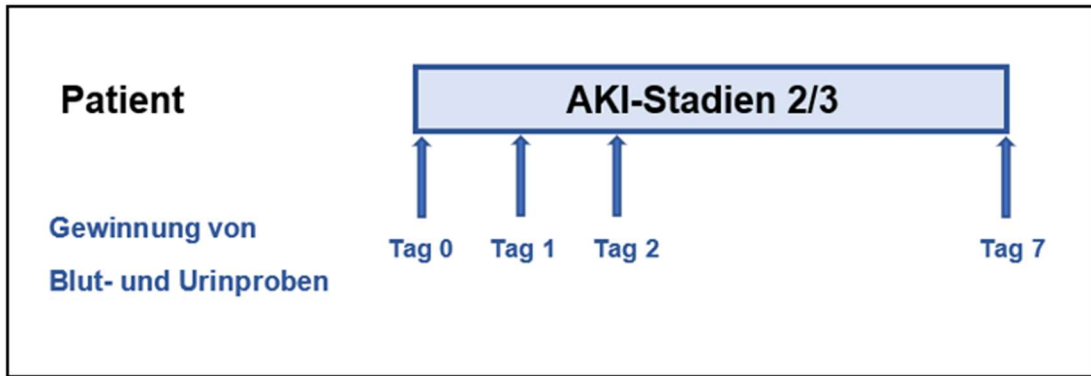 Patient
AKI-Stadien 2/3
Gewinnung von
Blut- und Urinproben
Tag 0
Tag 1
Tag 2
Tag 7